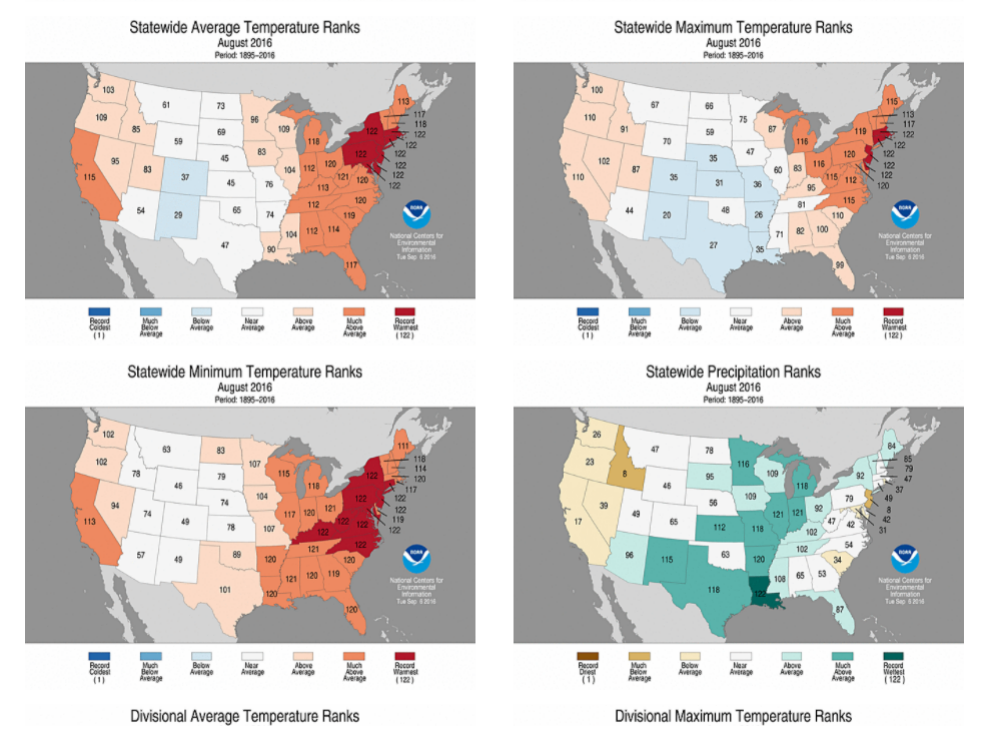 Statewide Average Temperature Ranks
August 2016
Period: 1895–2016
103
109
85
61
73
69
59
95
83
115
54
37
29
45
45
65
47
96
83
76
74
90
109
104
104
118
112
120
113
121
112
112
114
119
120
120
117
122
122
113
117
118
122
122
122
122
122
NOAA
National Centers for
Environmental
Information
Tue Sep 6 2016
Record
Coldest
(1)
Much
Below
Average
Below
Average
Near
Average
Above
Average
Much
Above
Average
Record
Warmest
(122)
Statewide Maximum Temperature Ranks
August 2016
Period: 1895–2016
100
110
91
67
66
59
70
102
87
110
44
35
20
35
31
48
27
75
47
36
26
35
87
60
71
83
116
116
115
95
81
82
100
110
115
112
99
120
119
115
113
117
122
122
122
122
122
120
NOAA
National Centers for
Environmental
Information
Tue Sep 6 2016
Record
Coldest
(1)
Much
Below
Average
Below
Average
Near
Average
Above
Average
Much
Above
Average
Record
Warmest
(122)
Statewide Minimum Temperature Ranks
August 2016
Period: 1895–2016
102
102
78
63
83
79
94
74
113
57
49
49
74
78
89
101
107
104
107
120
120
115
117
118
120
121
122
122
121
121
120
119
120
122
122
122
120
111
118
114
120
117
122
122
119
122
NOAA
National Centers for
Environmental
Information
Tue Sep 6 2016
Record
Coldest
(1)
Much
Below
Average
Below
Average
Near
Average
Above
Average
Much
Above
Average
Record
Warmest
(122)
Statewide Precipitation Ranks
August 2016
Period: 1895–2016
26
23
8
47
78
95
39
49
17
96
65
115
56
112
63
118
116
109
118
120
122
109
121
108
118
121
92
102
102
65
53
34
54
42
47
87
79
92
84
85
79
47
37
49
8
42
31
NOAA
National Centers for
Environmental
Information
Tue Sep 6 2016
Record
Driest
(1)
Much
Below
Average
Below
Average
Near
Average
Above
Average
Much
Above
Average
Record
Wettest
(122)
Divisional Average Temperature Ranks
Divisional Maximum Temperature Ranks